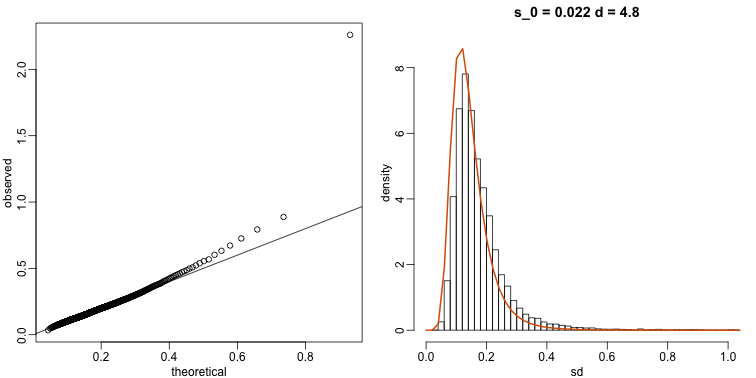 observed
0.0 0.5 1.0 1.5 2.0
0.2 0.4 0.6 0.8
theoretical
s_0 = 0.022 d = 4.8
density
0 2 4 6 8
0.0 0.2 0.4 0.6 0.8 1.0
sd